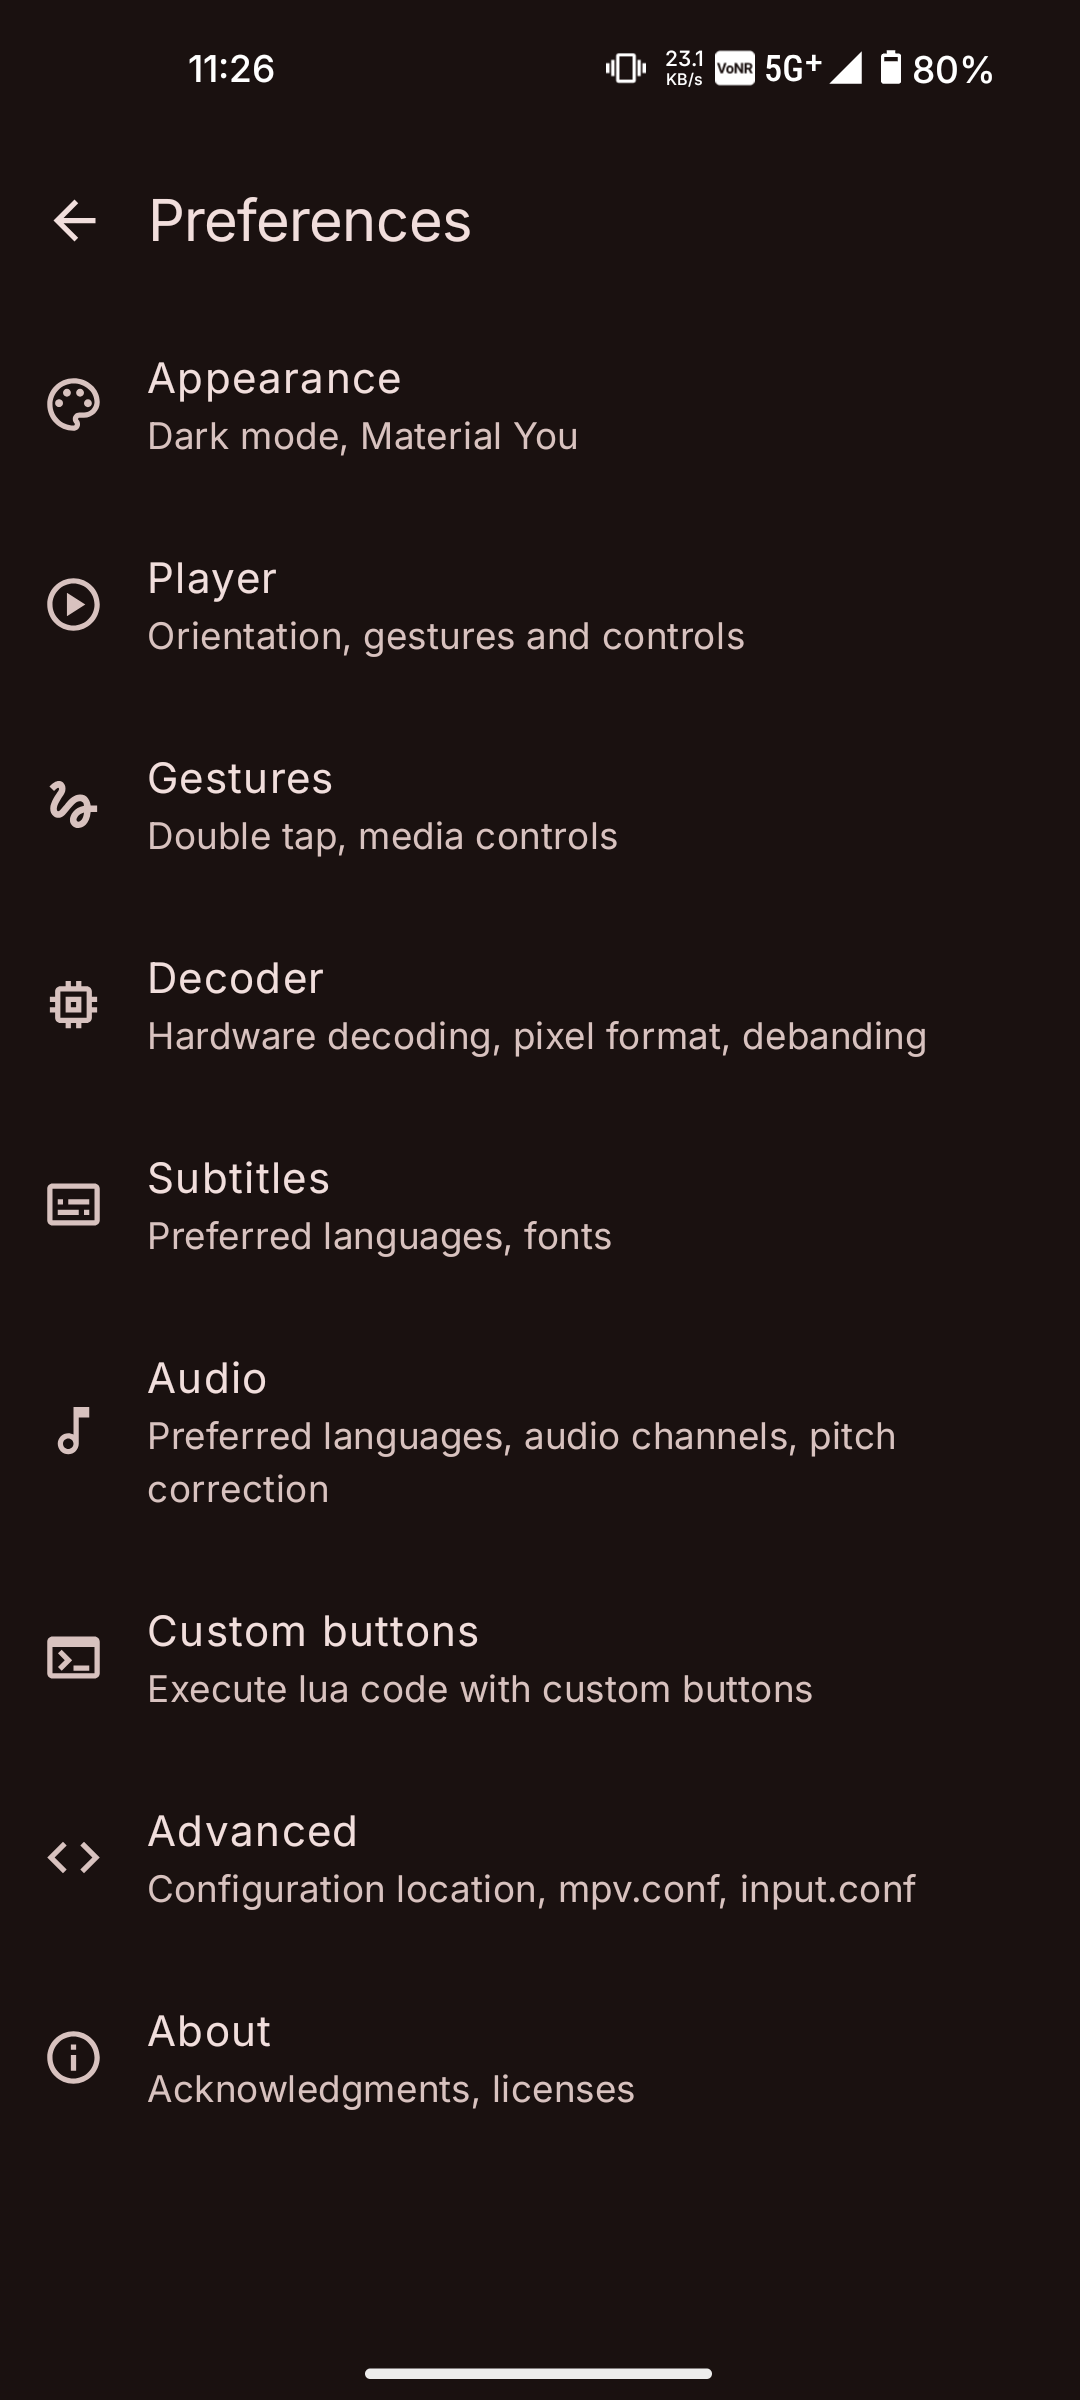 11:26
23.1
KB/s
VoNR
5G+
80%
Preferences
Appearance
Dark mode, Material You
Player
Orientation, gestures and controls
Gestures
Double tap, media controls
Decoder
Hardware decoding, pixel format, debanding
Subtitles
Preferred languages, fonts
Audio
Preferred languages, audio channels, pitch
correction
Custom buttons
Execute lua code with custom buttons
Advanced
Configuration location, mpv.conf, input.conf
About
Acknowledgments, licenses